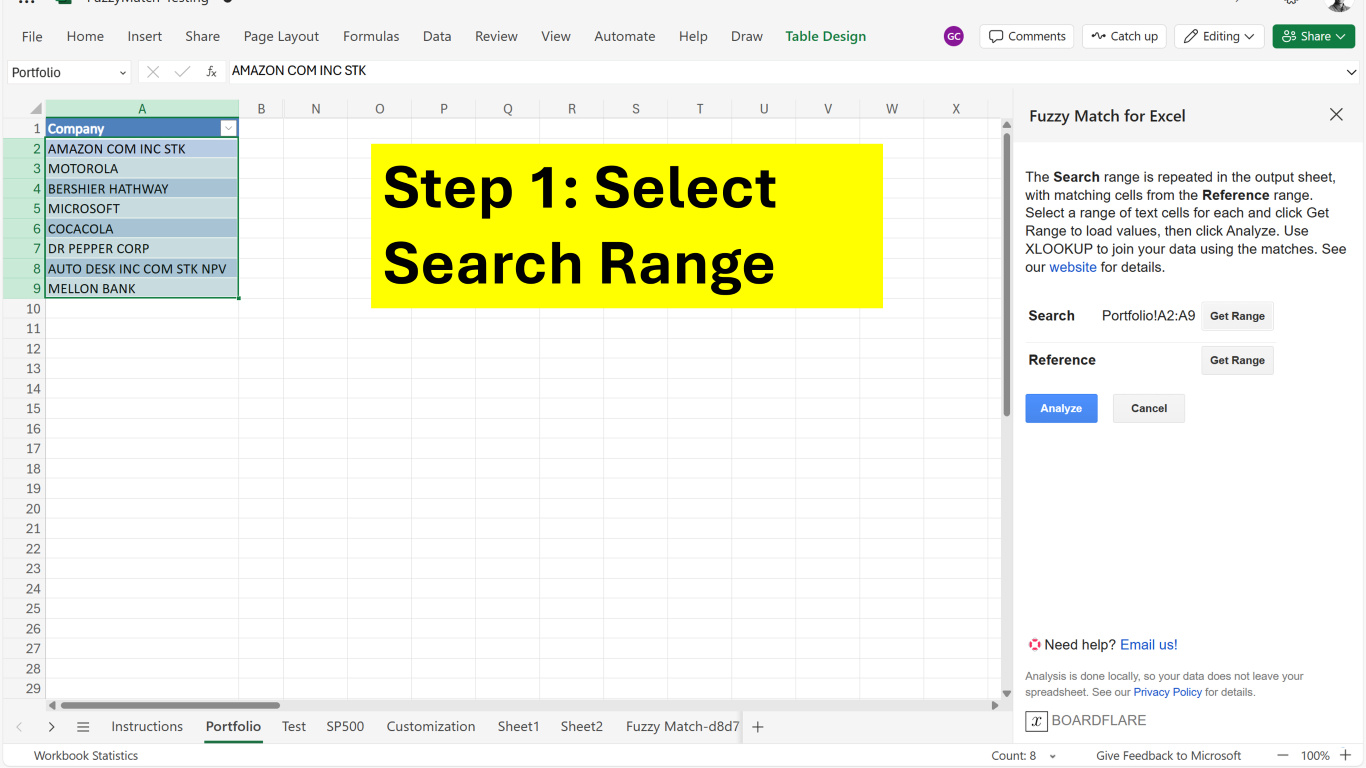 FuzzyMatch-Testing
File Home Insert Share Page Layout Formulas Data Review View Automate Help Draw Table Design GC Comments Catch up Editing Share
Portfolio fx AMAZON COM INC STK
A B N O P Q R S T U V W X
1 Company
2 AMAZON COM INC STK
3 MOTOROLA
4 BERSHIER HATHWAY
5 MICROSOFT
6 COCACOLA
7 DR PEPPER CORP
8 AUTO DESK INC COM STK NPV
9 MELLON BANK
10
11
12
13
14
15
16
17
18
19
20
21
22
23
24
25
26
27
28
29
Step 1: Select
Search Range
Fuzzy Match for Excel
The Search range is repeated in the output sheet,
with matching cells from the Reference range.
Select a range of text cells for each and click Get
Range to load values, then click Analyze. Use
XLOOKUP to join your data using the matches. See
our website for details.
Search Portfolio!A2:A9 Get Range
Reference Get Range
Analyze Cancel
Need help? Email us!
Analysis is done locally, so your data does not leave your
spreadsheet. See our Privacy Policy for details.
x BOARDFLARE
Instructions Portfolio Test SP500 Customization Sheet1 Sheet2 Fuzzy Match-d8d7
Workbook Statistics Count: 8 Give Feedback to Microsoft 100%